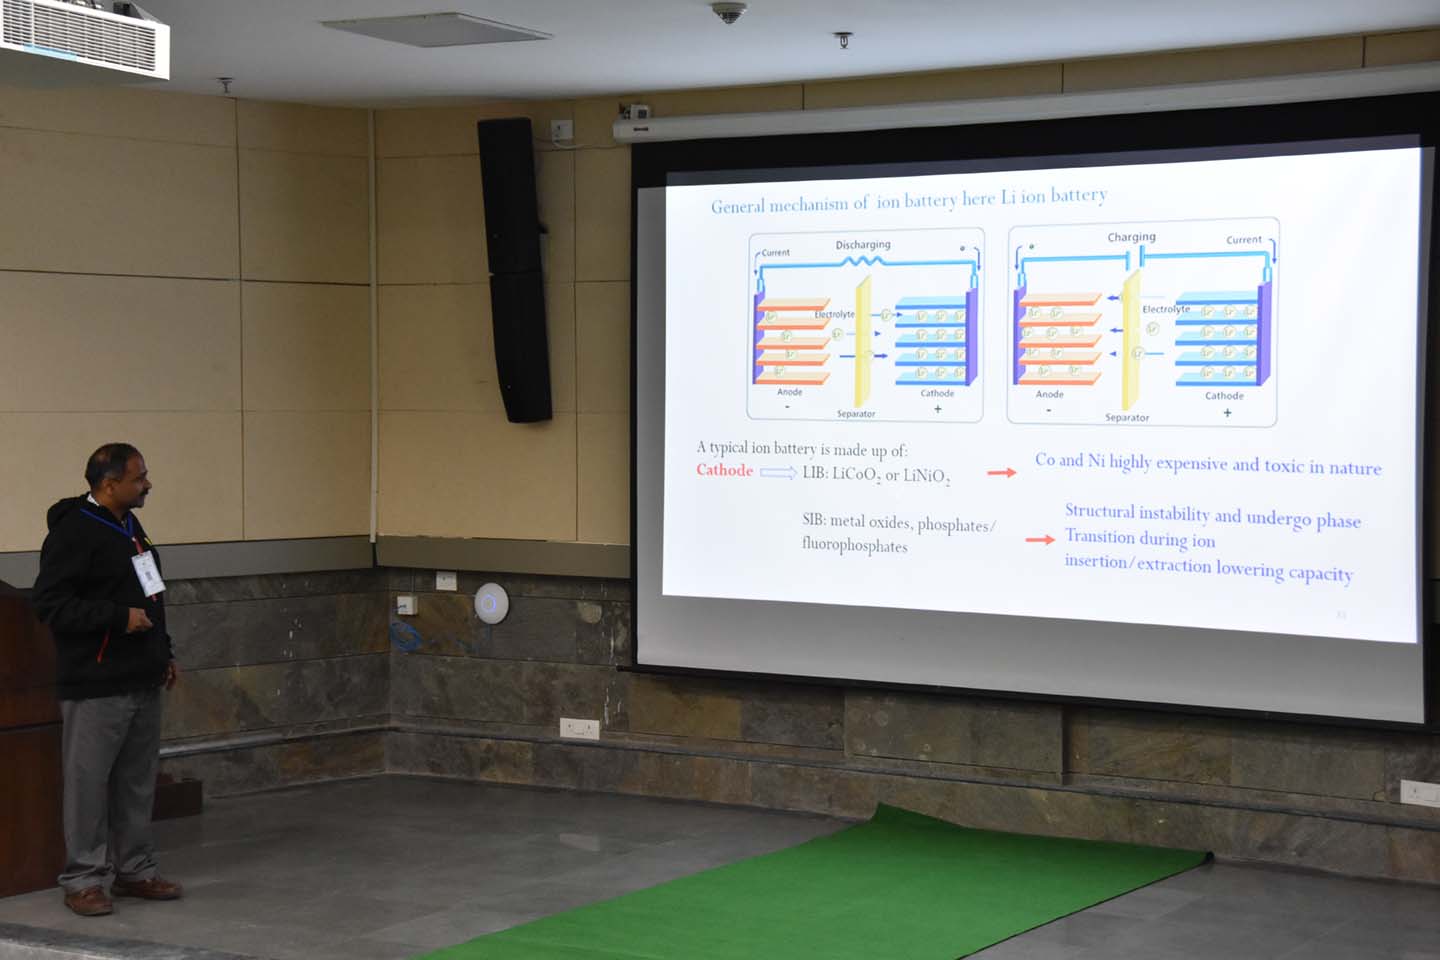 General mechanism of ion battery here Li ion battery
Discharging
Current
e
Electrolyte
Anode
-
Separator
Cathode
+
Charging
e
Current
Electrolyte
Anode
-
Separator
Cathode
+
A typical ion battery is made up of:
Cathode LIB: LiCoO₂ or LiNiO₂
Co and Ni highly expensive and toxic in nature
SIB: metal oxides, phosphates/
fluorophosphates
Structural instability and undergo phase
Transition during ion
insertion/extraction lowering capacity